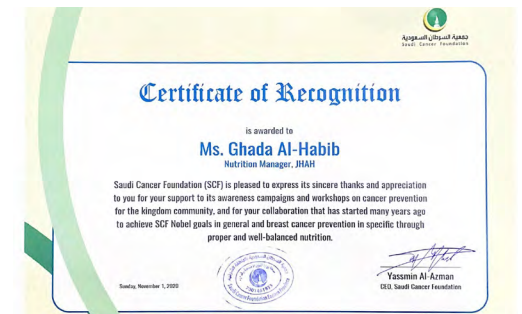 جمعية السرطان السعودية
Saudi Cancer Foundation
Certificate of Recognition
is awarded to
Ms. Ghada Al-Habib
Nutrition Manager, JHAH
Saudi Cancer Foundation (SCF) is pleased to express its sincere thanks and appreciation
to you for your support to its awareness campaigns and workshops on cancer prevention
for the kingdom community, and for your collaboration that has started many years ago
to achieve SCF Nobel goals in general and breast cancer prevention in specific through
proper and well-balanced nutrition.
Sunday, November 1, 2020
Yassmin Al-Azman
CEO, Saudi Cancer Foundation